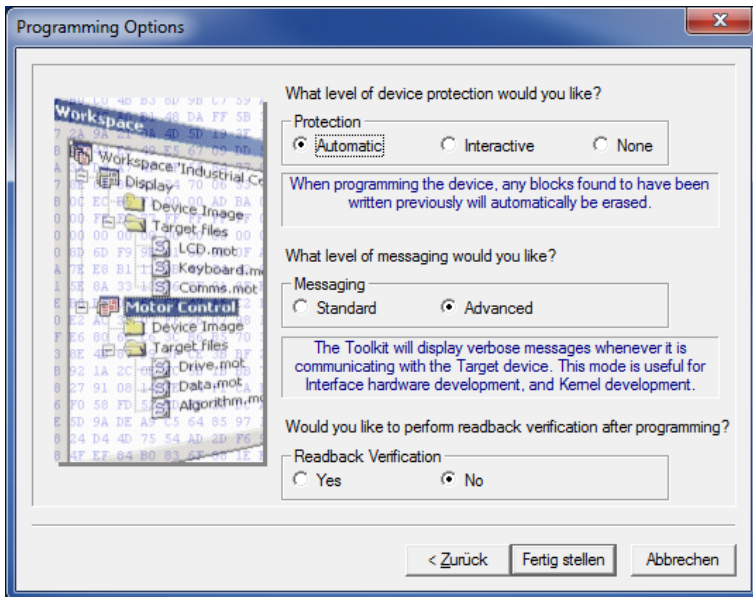 Programming Options
What level of device protection would you like?
Protection
Automatic
Interactive
None
When programming the device, any blocks found to have been
written previously will automatically be erased.
What level of messaging would you like?
Messaging
Standard
Advanced
The Toolkit will display verbose messages whenever it is
communicating with the Target device. This mode is useful for
Interface hardware development, and Kernel development.
Would you like to perform readback verification after programming?
Readback Verification
Yes
No
Workspace
Workspace 'Industrial
Display
Device Image
Target files
LCD.mot
Keyboard
Comms.mot
Motor Control
Device Image
Target files
Drive.mot
Data.mot
Algorithm
< Zurück
Fertig stellen
Abbrechen